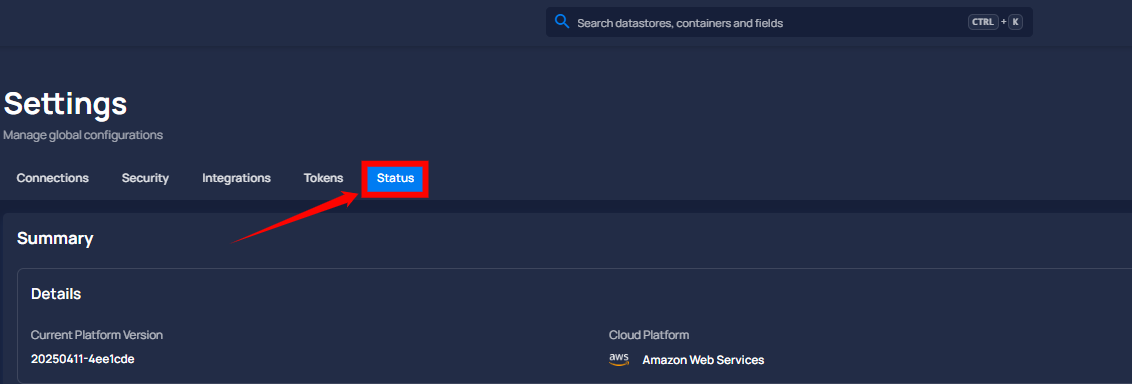 Search datastores, containers and fields CTRL + K
Settings
Manage global configurations
Connections Security Integrations Tokens Status
Summary
Details
Current Platform Version Cloud Platform
20250411-4ee1cde aws Amazon Web Services